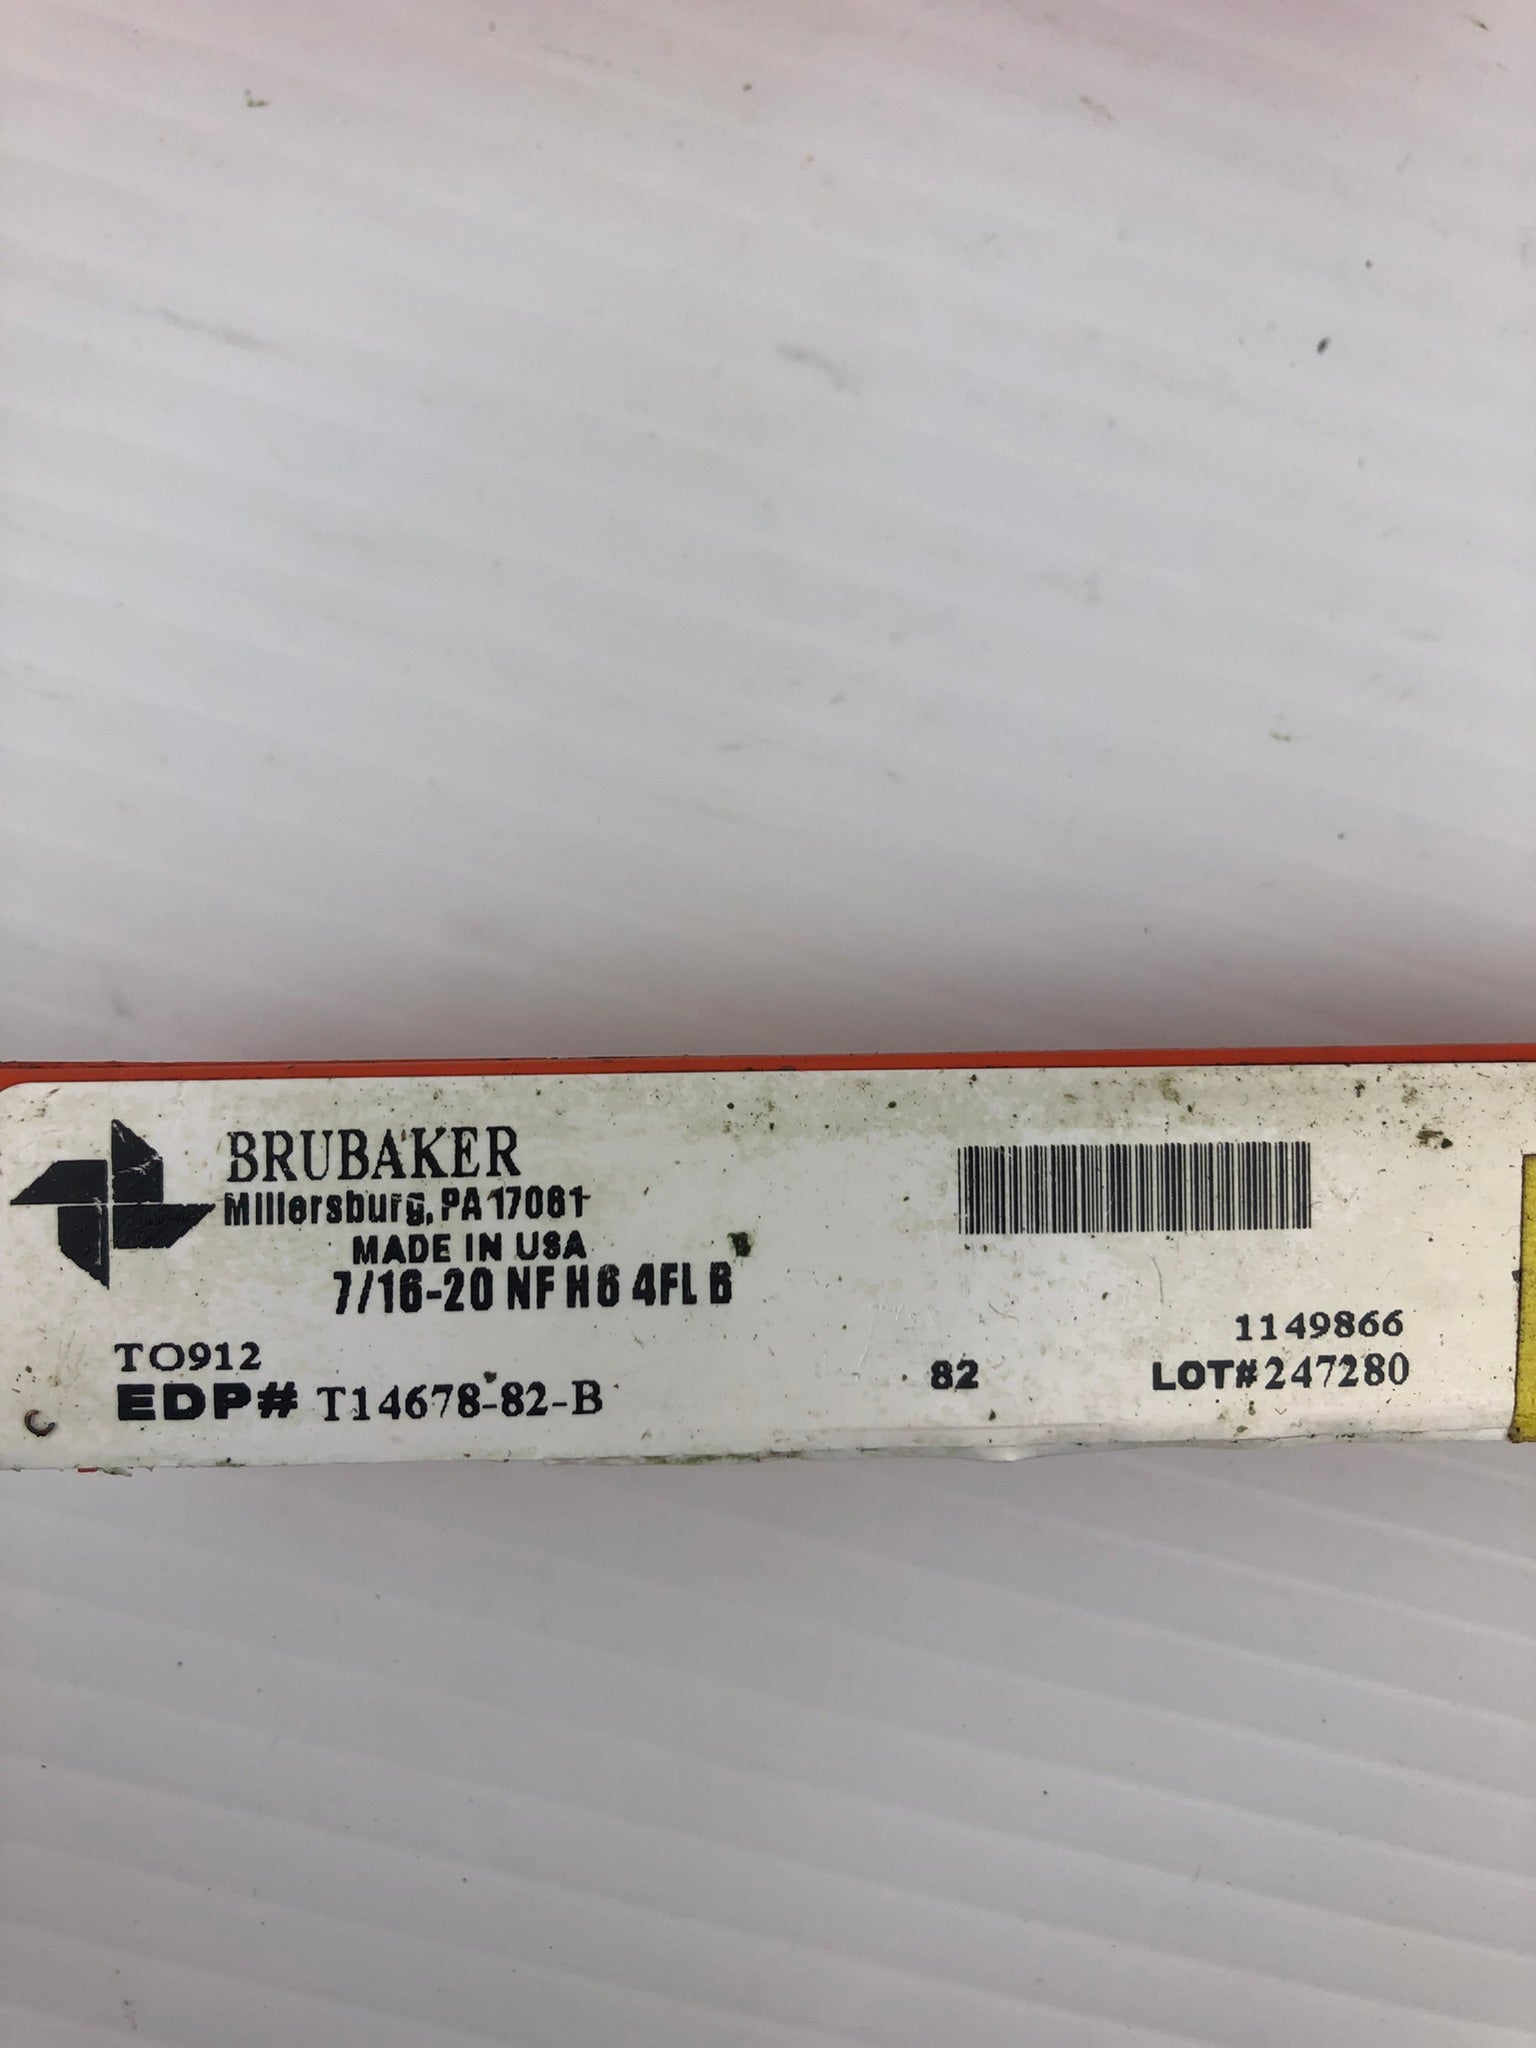 BRUBAKER
Millersburg, PA 17061
MADE IN USA
7/16-20 NF H6 4FL B
TO912
EDP# T14678-82-B
82
1149866
LOT# 247280